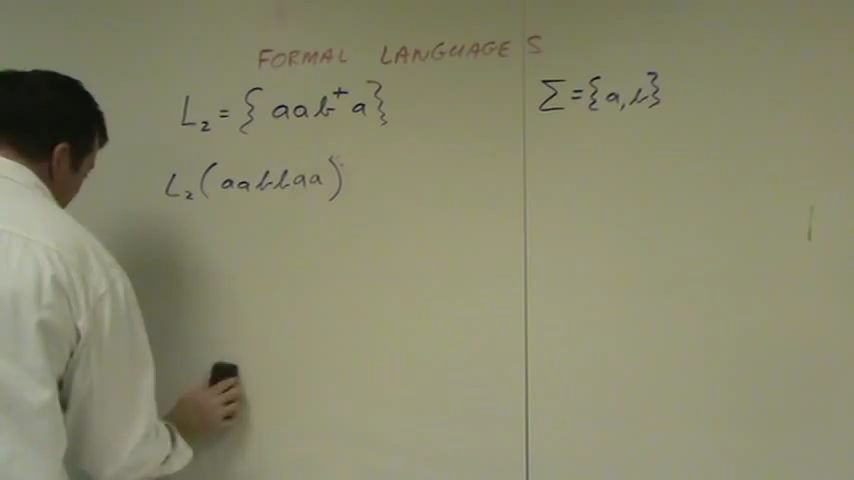 FORMAL LANGUAGES
L₂ = { aab⁺a}
Σ={a,b}
L₂(aabbaa)